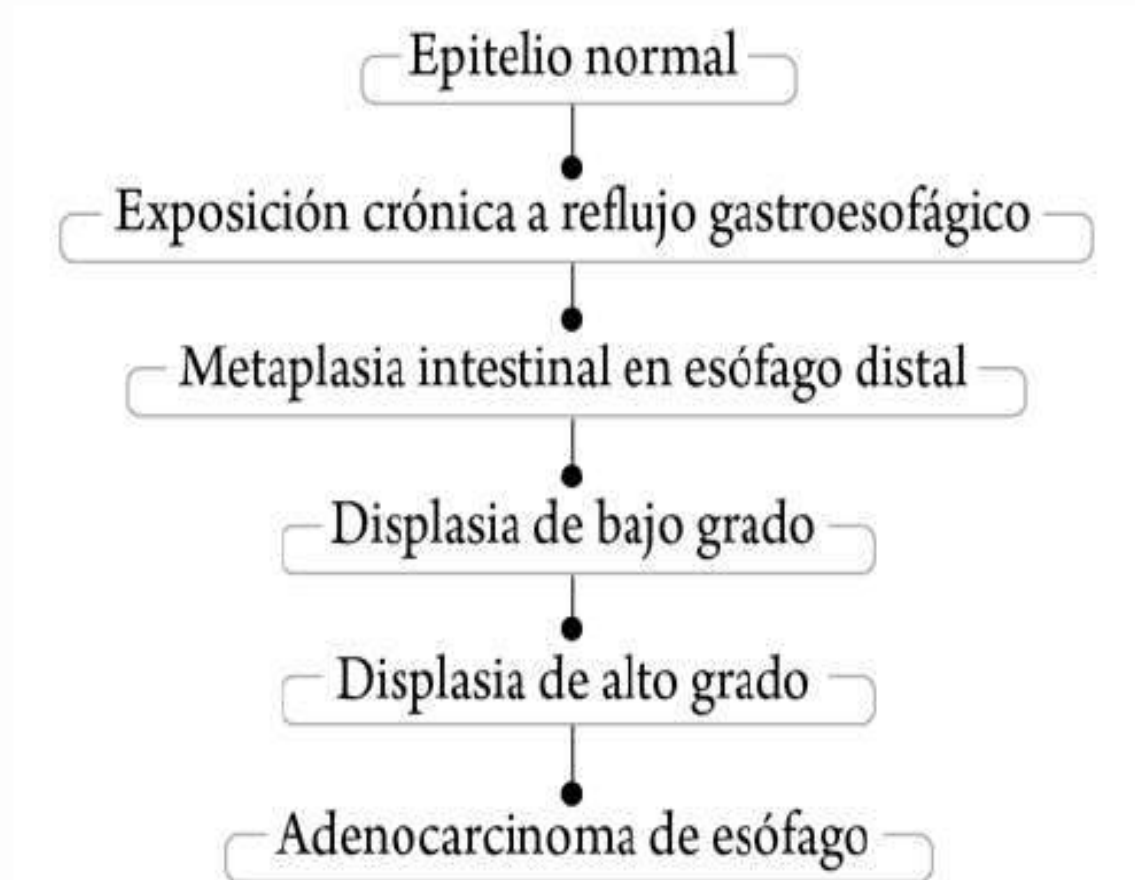 Epitelio normal
Exposición crónica a reflujo gastroesofágico
Metaplasia intestinal en esófago distal
Displasia de bajo grado
Displasia de alto grado
Adenocarcinoma de esófago